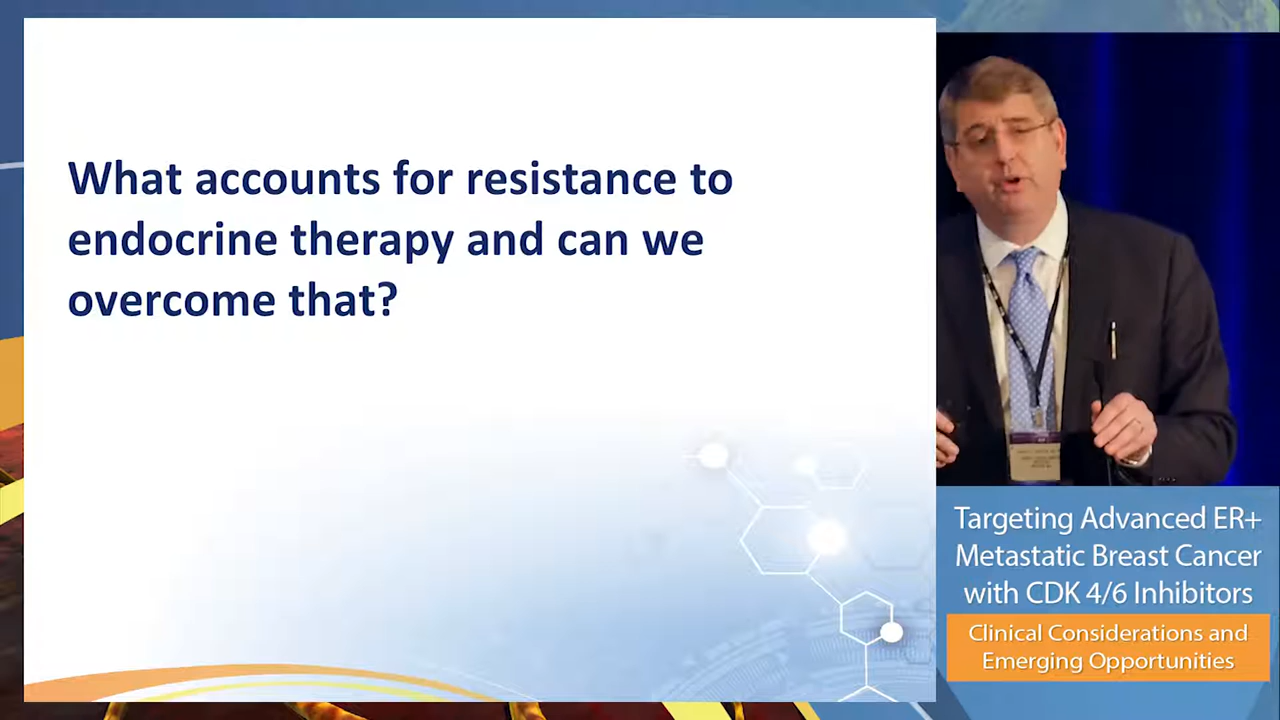 What accounts for resistance to
endocrine therapy and can we
overcome that?
Targeting Advanced ER+
Metastatic Breast Cancer
with CDK 4/6 Inhibitors
Clinical Considerations and
Emerging Opportunities